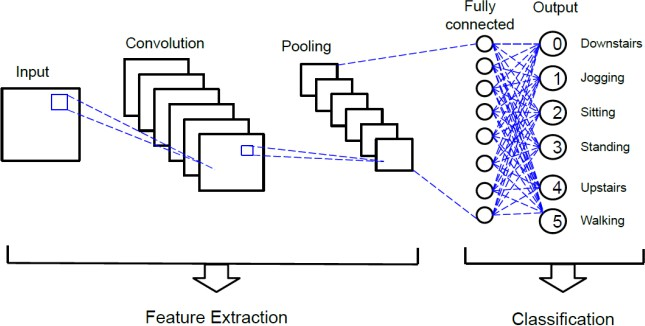 Fully
connected
Output
Convolution
Pooling
Input
0 Downstairs
1 Jogging
2 Sitting
3 Standing
4 Upstairs
5 Walking
Feature Extraction
Classification